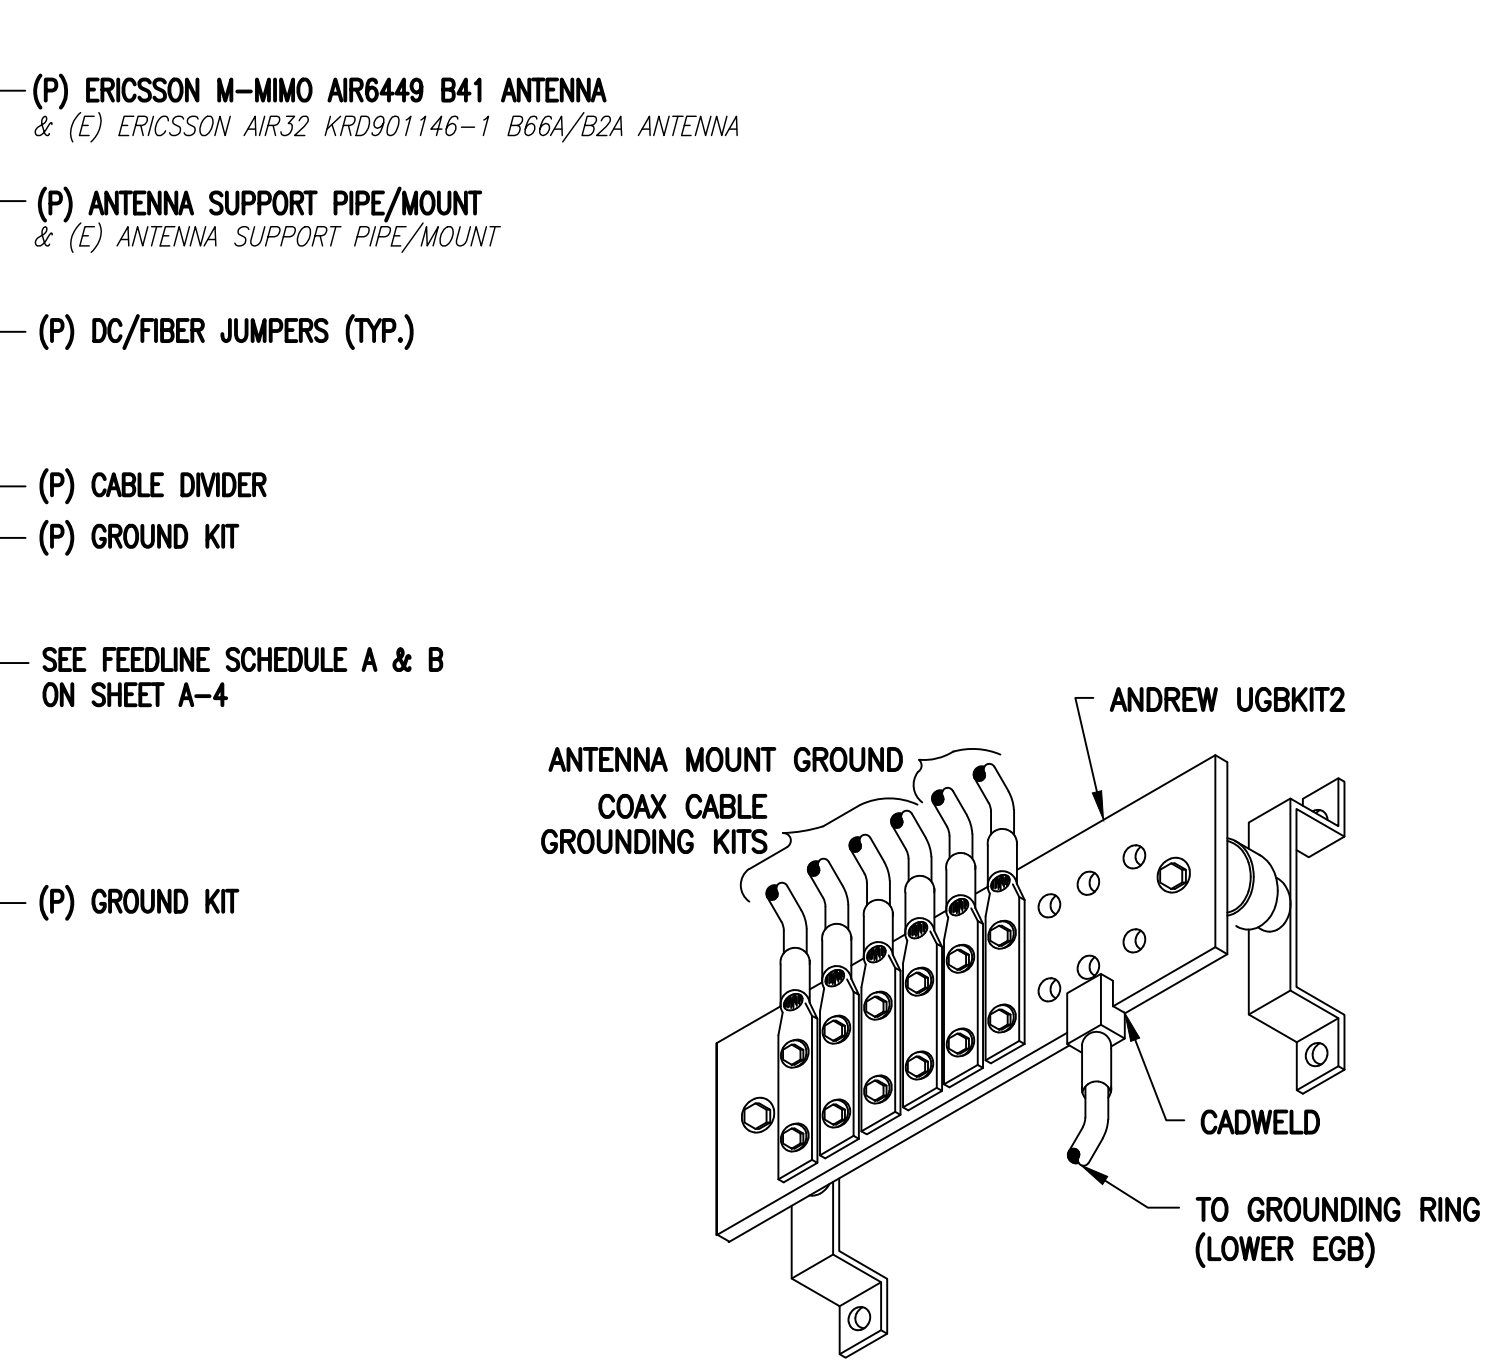 (P) ERICSSON M-MIMO AIR6449 B41 ANTENNA
& (E) ERICSSON AIR32 KRD901146-1 B66A/B2A ANTENNA
(P) ANTENNA SUPPORT PIPE/MOUNT
& (E) ANTENNA SUPPORT PIPE/MOUNT
(P) DC/FIBER JUMPERS (TYP.)
(P) CABLE DIVIDER
(P) GROUND KIT
SEE FEEDLINE SCHEDULE A & B
ON SHEET A-4
(P) GROUND KIT
ANDREW UGBKIT2
ANTENNA MOUNT GROUND
COAX CABLE
GROUNDING KITS
CADWELD
TO GROUNDING RING
(LOWER EGB)